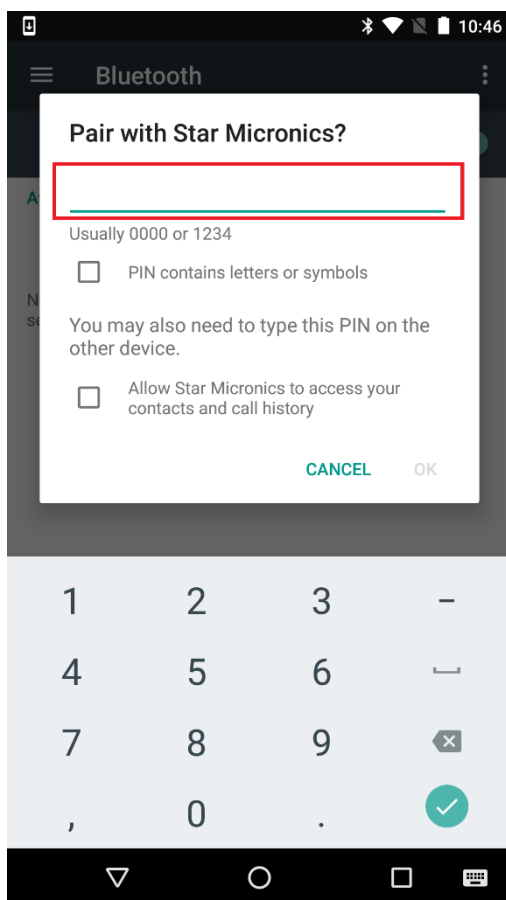 10:46
Bluetooth
Pair with Star Micronics?
A
Usually 0000 or 1234
PIN contains letters or symbols
N
se
You may also need to type this PIN on the
other device.
Allow Star Micronics to access your
contacts and call history
CANCEL OK
1 2 3 -
4 5 6
7 8 9
, 0 .